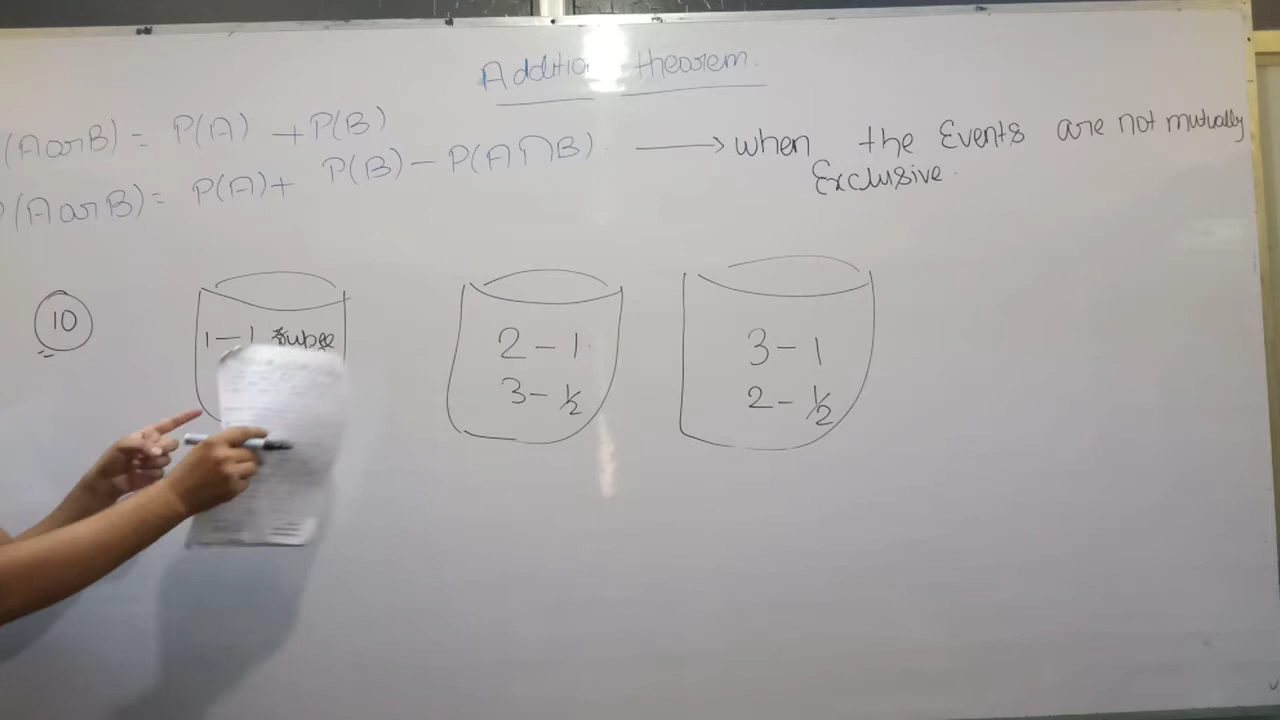 Addition theorem.
(A or B) = P(A) + P(B)
P(A or B) = P(A) + P(B) - P(A∩B) → when the Events are not mutually
Exclusive.
10
1-1 rupee
2-1
3-½
3-1
2-½